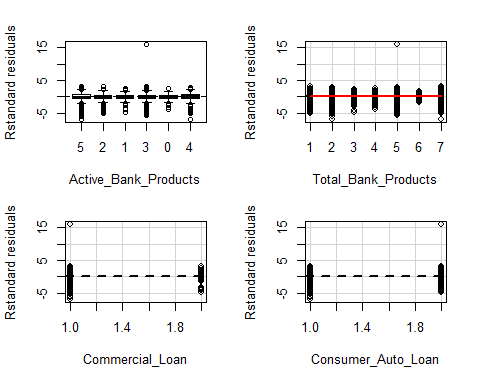 Rstandard residuals
-5 5 15
5 2 1 3 0 4
Active_Bank_Products
Rstandard residuals
-5 5 15
1 2 3 4 5 6 7
Total_Bank_Products
Rstandard residuals
-5 5 15
1.0 1.4 1.8
Commercial_Loan
Rstandard residuals
-5 5 15
1.0 1.4 1.8
Consumer_Auto_Loan